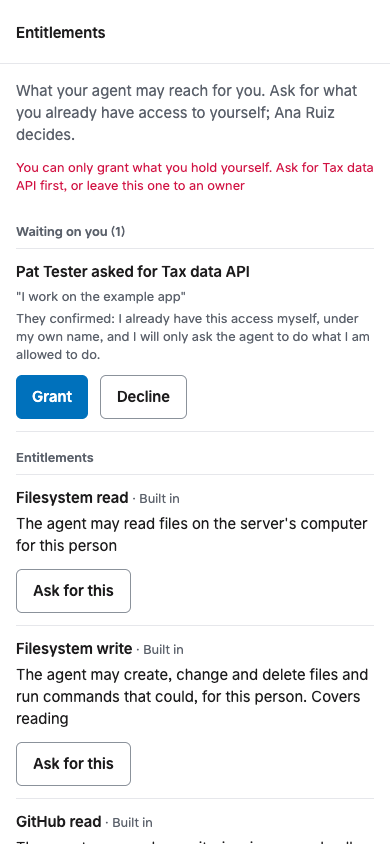 Entitlements
What your agent may reach for you. Ask for what
you already have access to yourself; Ana Ruiz
decides.
You can only grant what you hold yourself. Ask for Tax data
API first, or leave this one to an owner
Waiting on you (1)
Pat Tester asked for Tax data API
"I work on the example app"
They confirmed: I already have this access myself, under
my own name, and I will only ask the agent to do what I am
allowed to do.
Grant
Decline
Entitlements
Filesystem read · Built in
The agent may read files on the server's computer
for this person
Ask for this
Filesystem write · Built in
The agent may create, change and delete files and
run commands that could, for this person. Covers
reading
Ask for this
GitHub read · Built in